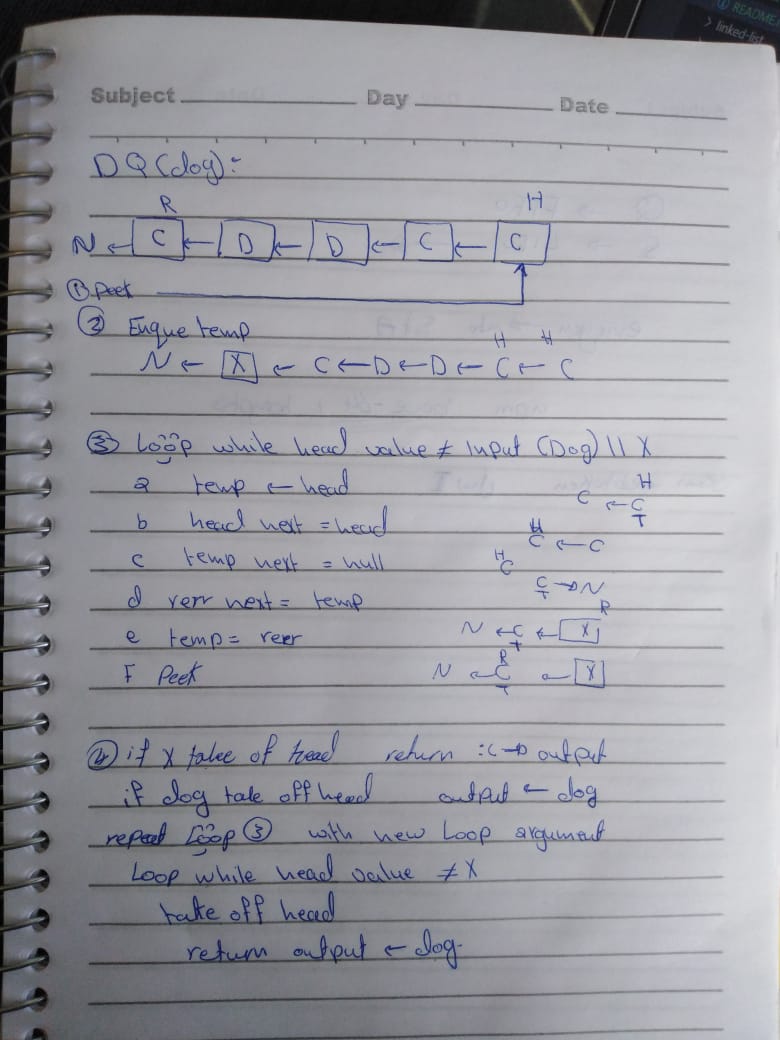 README
> linked-list
Subject Day Date
DQ(dog):
R H
N ← C ← D ← D ← C ← C
① Peek
② Enque temp
H H
N ← X ← C ← D ← D ← C ← C
③ Loop while head value ≠ input (Dog) || X
a temp ← head C ← C H T
b head next = head H C ← C
c temp next = null H C
C → N T
d rerr next = temp R
e temp = rerr N ← C ← X T
F Peek N ← C ← X R T
④ if X take of head return :c → output
if dog take off head output ← dog
repeat Loop ③ with new Loop argument
Loop while head value ≠ X
take off head
return output ← dog.